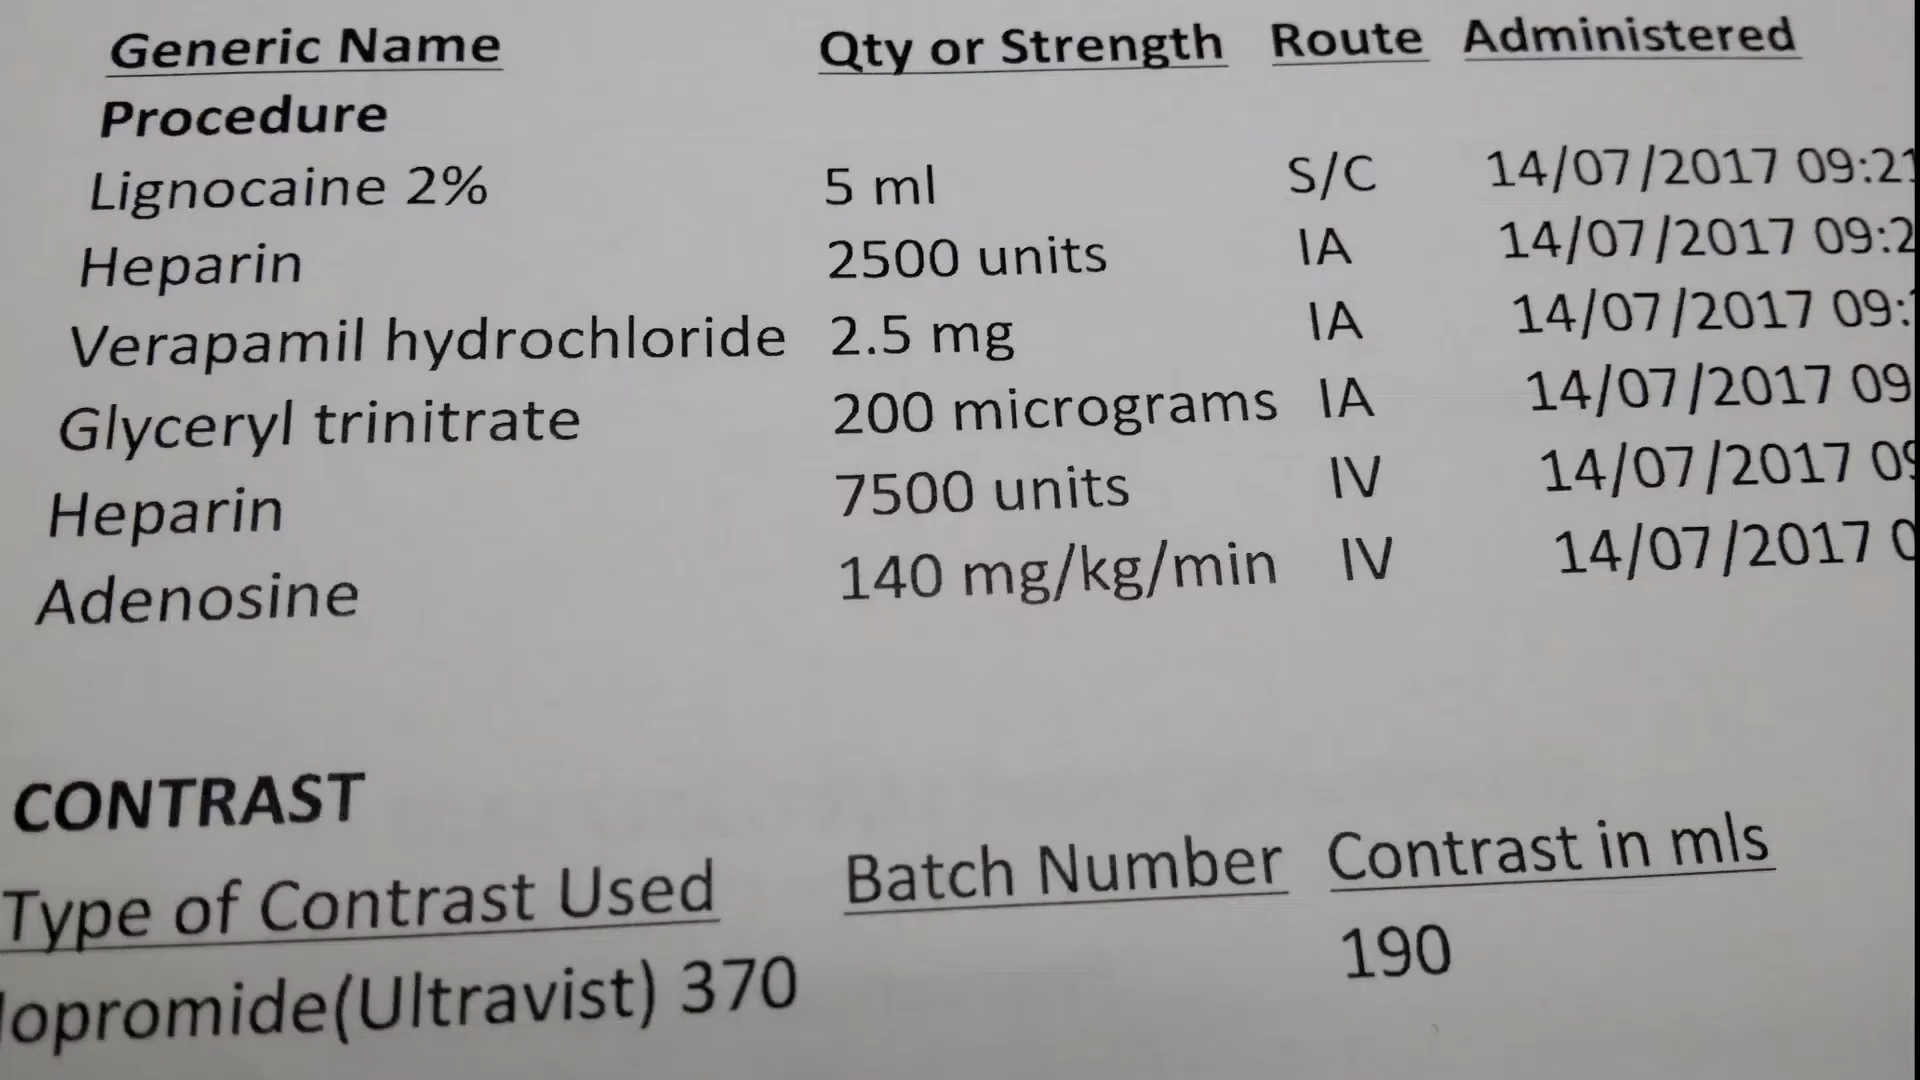 Generic Name Qty or Strength Route Administered
Procedure
Lignocaine 2% 5 ml S/C 14/07/2017 09:21
Heparin 2500 units IA 14/07/2017 09:2
Verapamil hydrochloride 2.5 mg IA 14/07/2017 09:
Glyceryl trinitrate 200 micrograms IA 14/07/2017 09
Heparin 7500 units IV 14/07/2017 09
Adenosine 140 mg/kg/min IV 14/07/2017 0
CONTRAST
Type of Contrast Used Batch Number Contrast in mls
Iopromide(Ultravist) 370 190